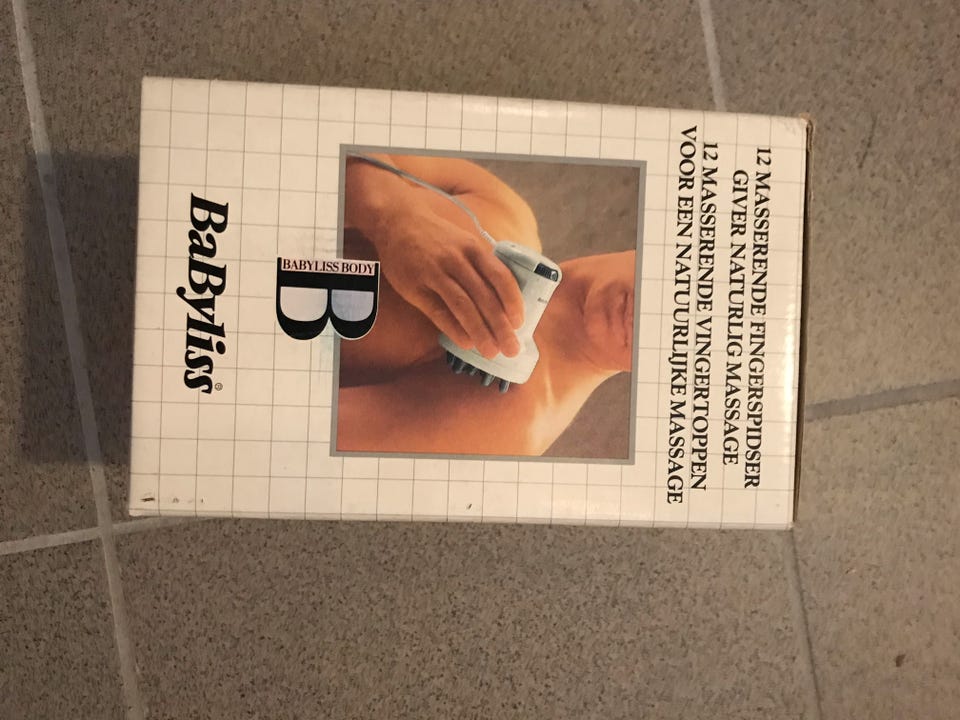 12 MASSERENDE FINGERSPIDSER
GIVER NATURLIG MASSAGE
12 MASSERENDE VINGERTOPPEN
VOOR EEN NATUURLIJKE MASSAGE
BABYLISS BODY
B
BaByliss®